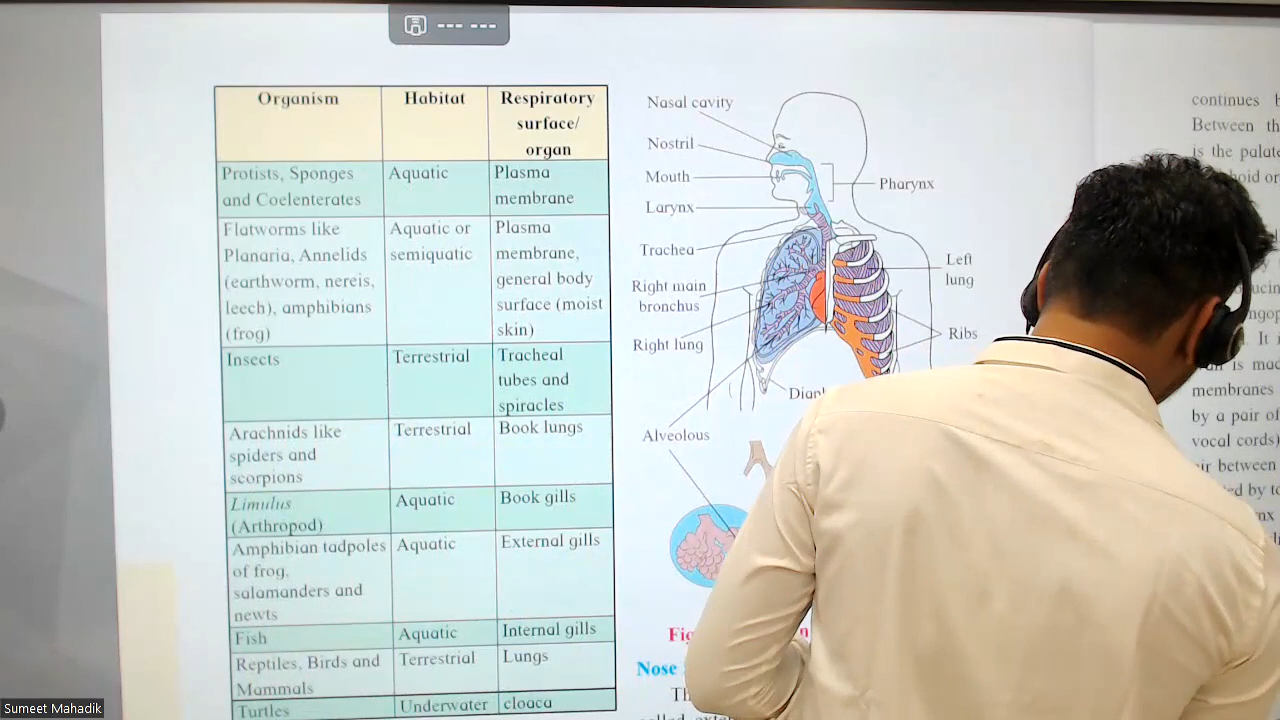 Organism Habitat Respiratory
surface/
organ
Protists, Sponges Aquatic Plasma
and Coelenterates membrane
Flatworms like Aquatic or Plasma
Planaria, Annelids semiquatic membrane,
(earthworm, nereis, general body
leech), amphibians surface (moist
(frog) skin)
Insects Terrestrial Tracheal
tubes and
spiracles
Arachnids like Terrestrial Book lungs
spiders and
scorpions
Limulus Aquatic Book gills
(Arthropod)
Amphibian tadpoles Aquatic External gills
of frog,
salamanders and
newts
Fish Aquatic Internal gills
Reptiles, Birds and Terrestrial Lungs
Mammals
Turtles Underwater cloaca
Nasal cavity
Nostril
Mouth
Pharynx
Larynx
Trachea
Left
lung
Right main
bronchus
Ribs
Right lung
Alveolous
Nose
continues
Between
is the
membranes
by a pair of
vocal cords)
between
by
Sumeet Mahadik